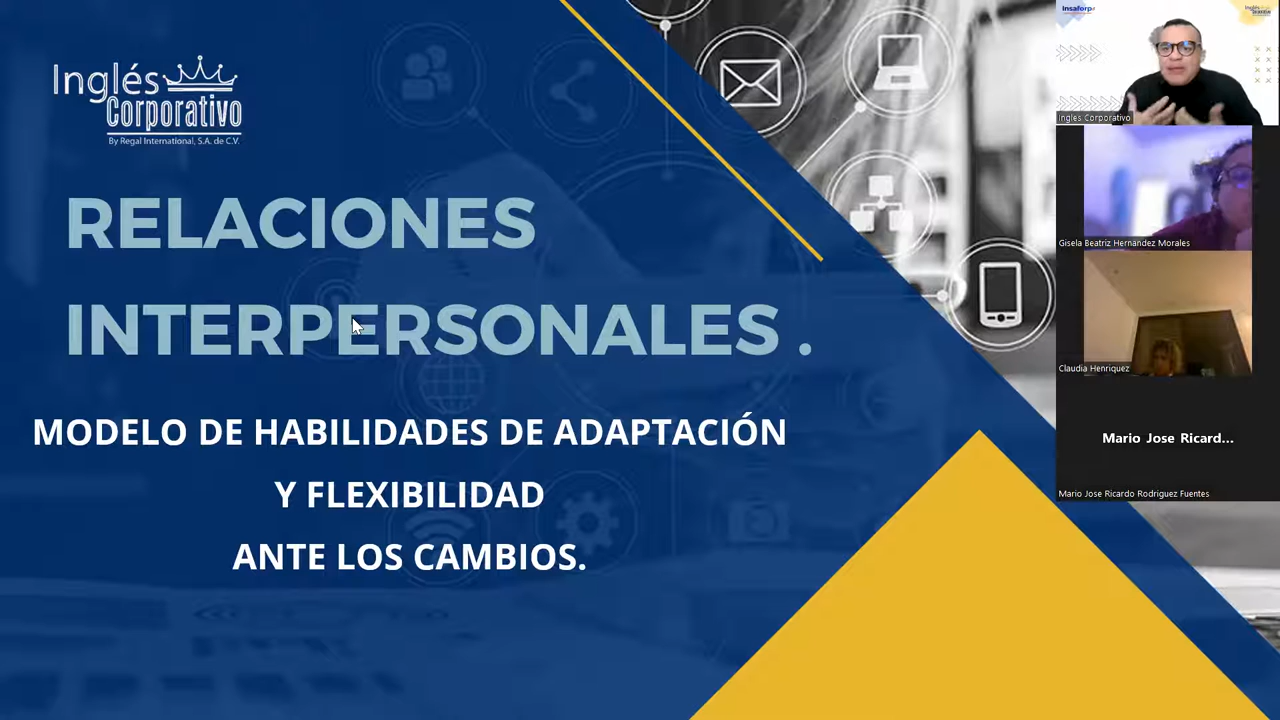 Inglés
Corporativo
By Regal International, S.A. de C.V.
RELACIONES
INTERPERSONALES .
MODELO DE HABILIDADES DE ADAPTACIÓN
Y FLEXIBILIDAD
ANTE LOS CAMBIOS.
Insaforp
Ingles Corporativo
Gisela Beatriz Hernandez Morales
Claudia Henriquez
Mario Jose Ricard...
Mario Jose Ricardo Rodriguez Fuentes